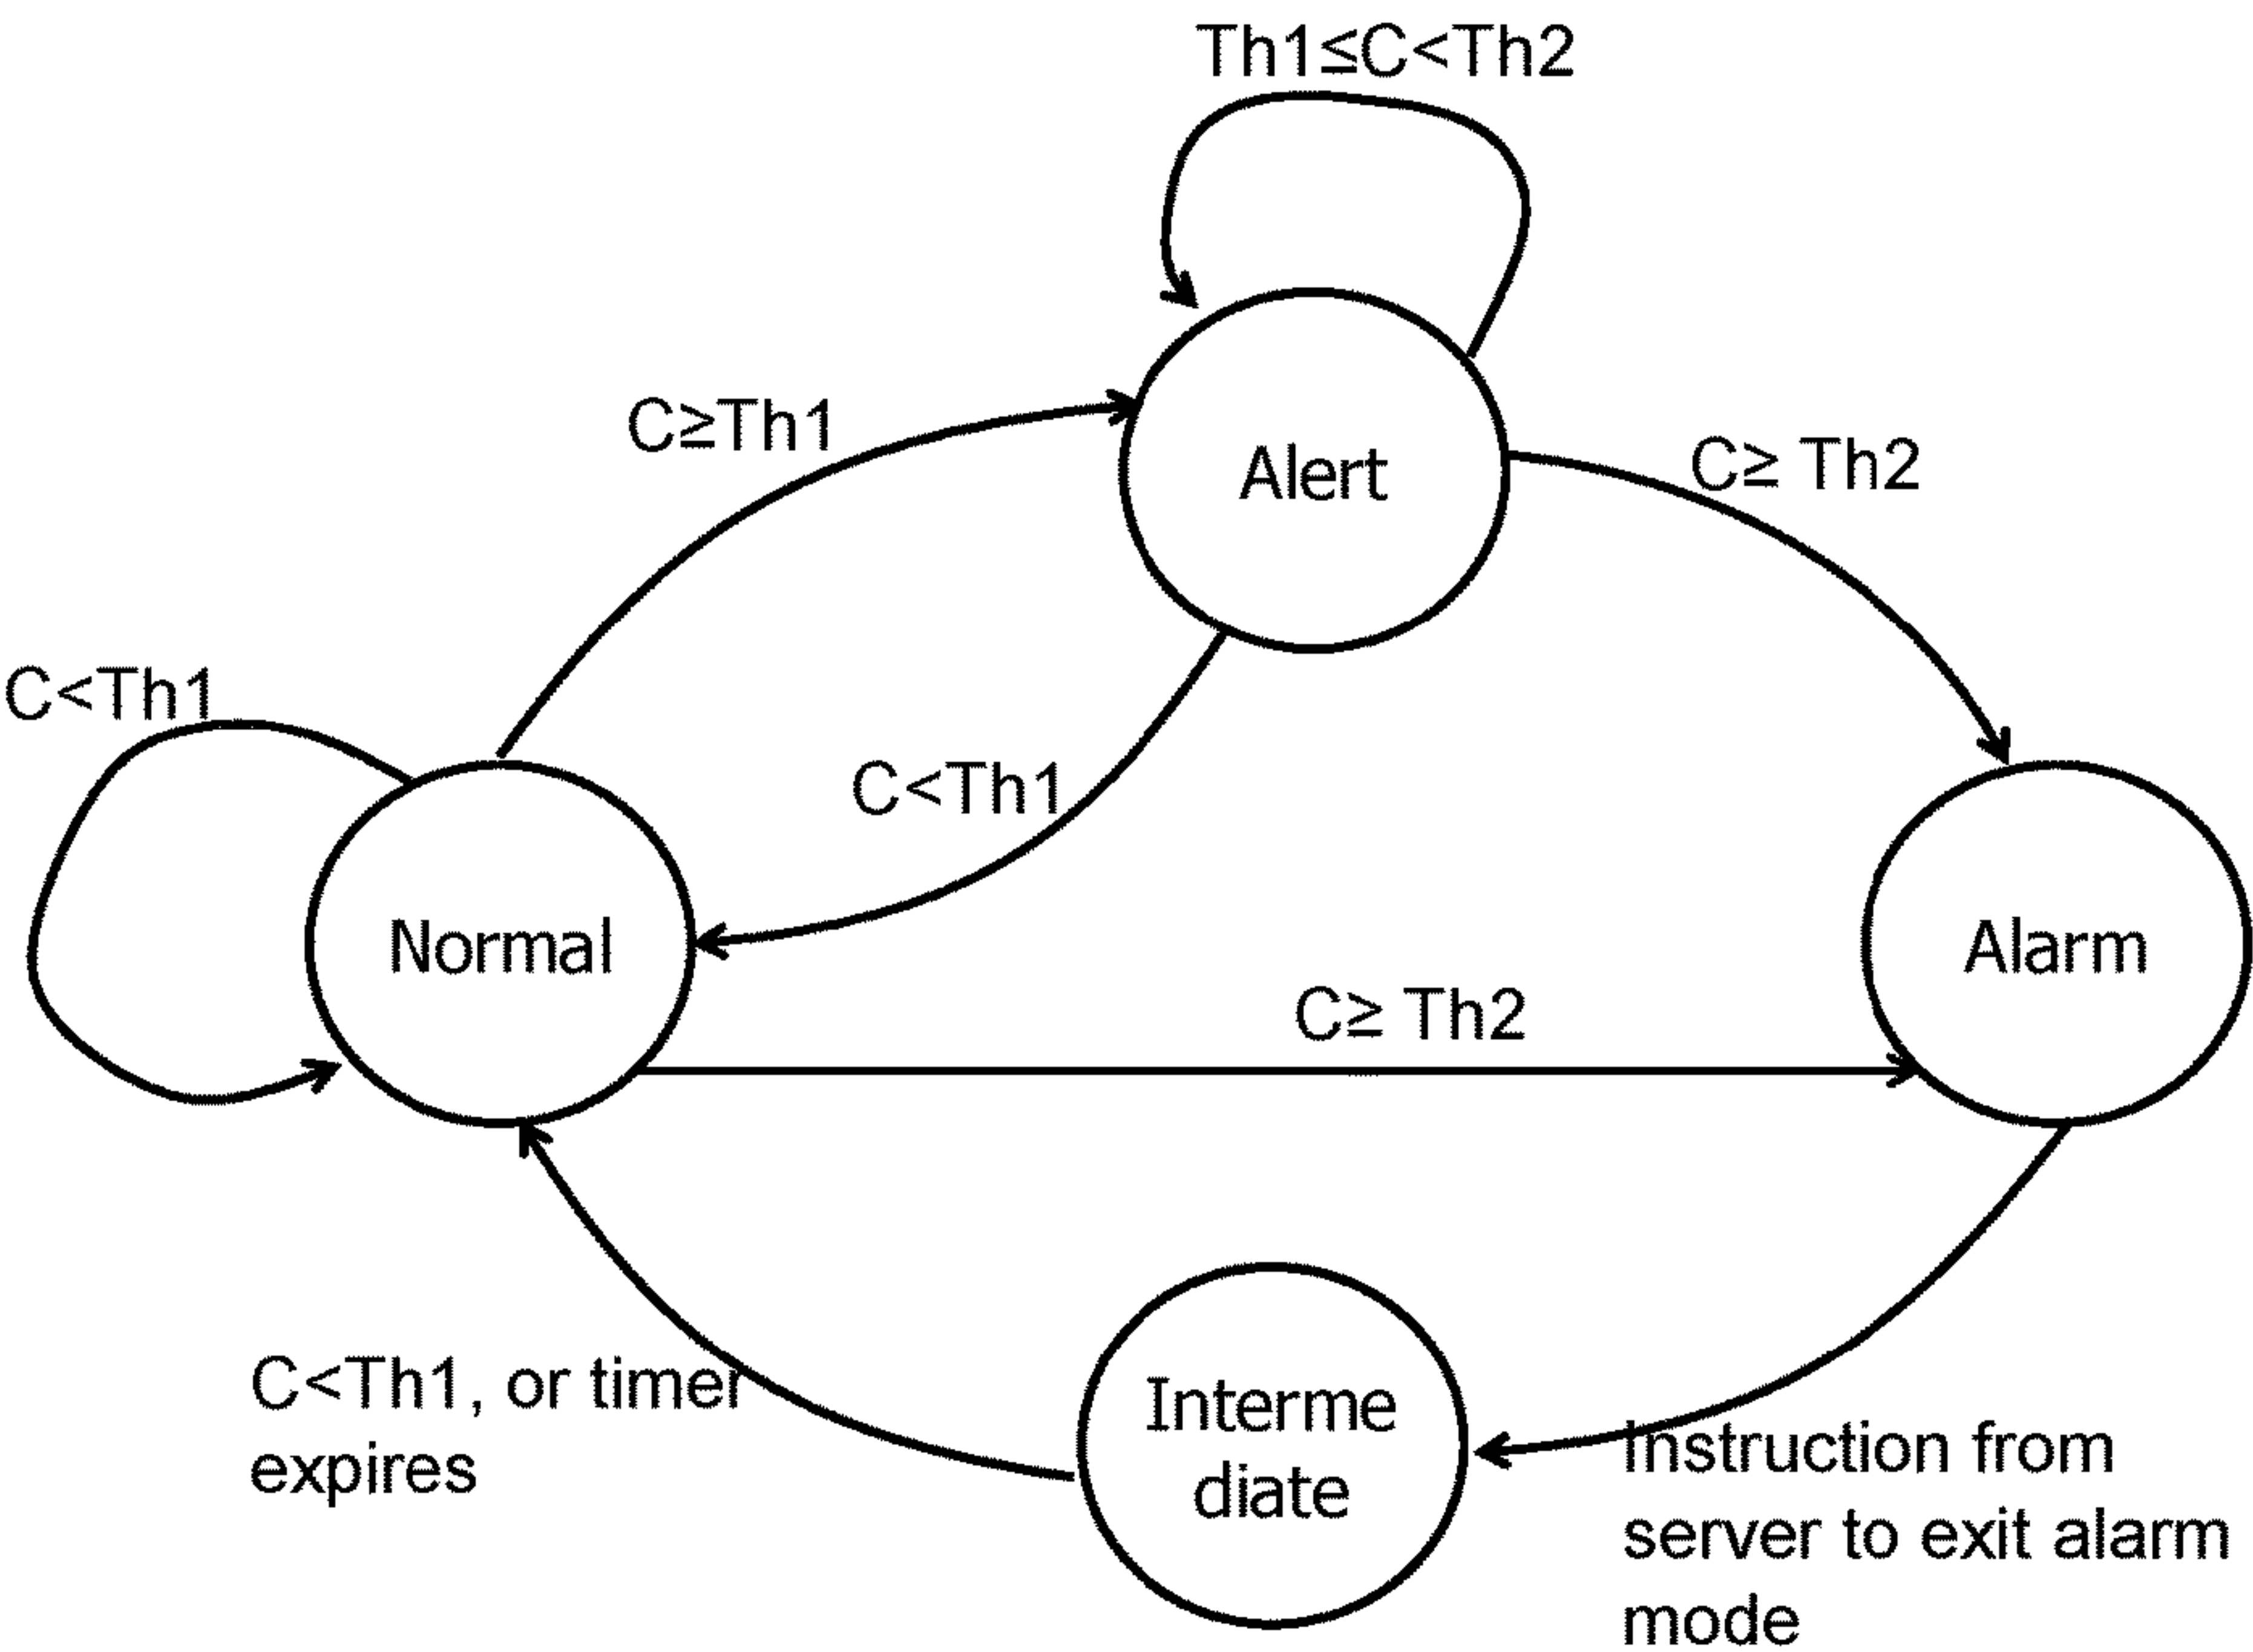 Th1≤C<Th2
C≥Th1
Alert
C≥ Th2
C<Th1
C<Th1
Normal
Alarm
C≥ Th2
C<Th1, or timer
expires
Interme
diate
Instruction from
server to exit alarm
mode